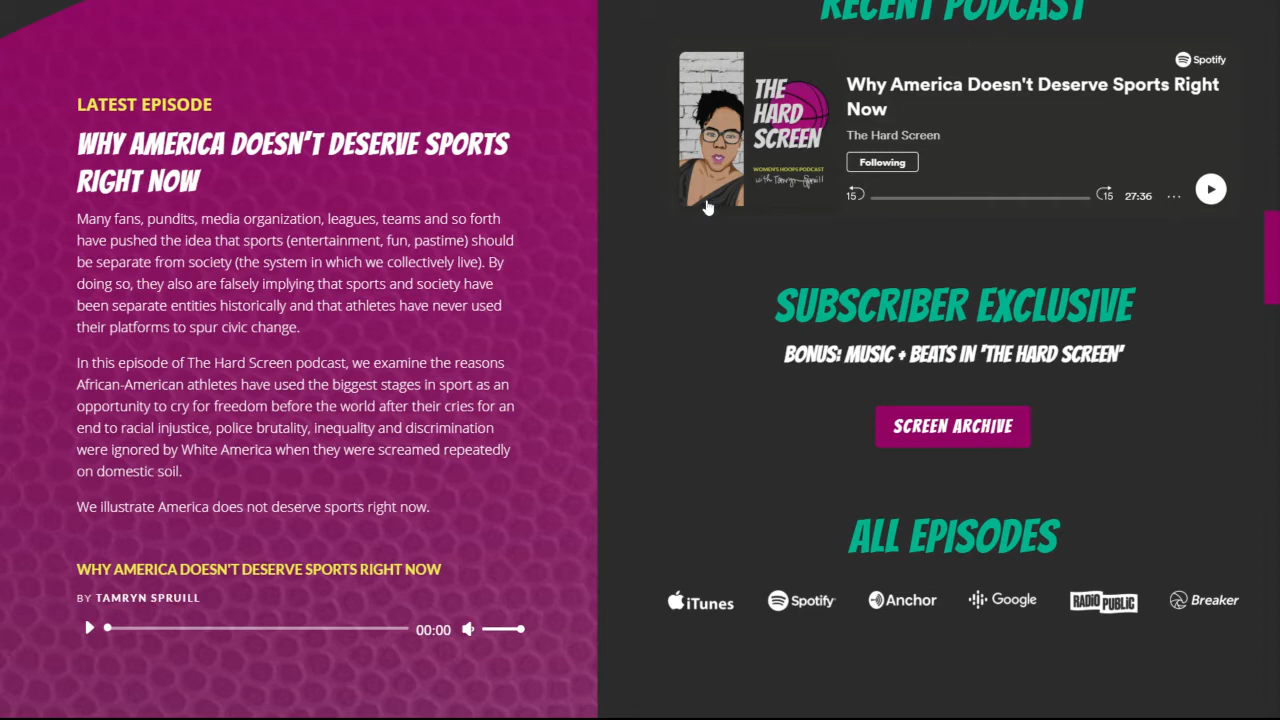 LATEST EPISODE
WHY AMERICA DOESN'T DESERVE SPORTS
RIGHT NOW
Many fans, pundits, media organization, leagues, teams and so forth
have pushed the idea that sports (entertainment, fun, pastime) should
be separate from society (the system in which we collectively live). By
doing so, they also are falsely implying that sports and society have
been separate entities historically and that athletes have never used
their platforms to spur civic change.
In this episode of The Hard Screen podcast, we examine the reasons
African-American athletes have used the biggest stages in sport as an
opportunity to cry for freedom before the world after their cries for an
end to racial injustice, police brutality, inequality and discrimination
were ignored by White America when they were screamed repeatedly
on domestic soil.
We illustrate America does not deserve sports right now.
WHY AMERICA DOESN'T DESERVE SPORTS RIGHT NOW
BY TAMRYN SPRUILL
00:00
RECENT PODCAST
Spotify
THE
HARD
SCREEN
WOMEN'S HOOPS PODCAST
with Tamryn Spruill
Why America Doesn't Deserve Sports Right
Now
The Hard Screen
Following
15
15
27:36
SUBSCRIBER EXCLUSIVE
BONUS: MUSIC + BEATS IN 'THE HARD SCREEN'
SCREEN ARCHIVE
ALL EPISODES
iTunes
Spotify
Anchor
Google
RADIO PUBLIC
Breaker